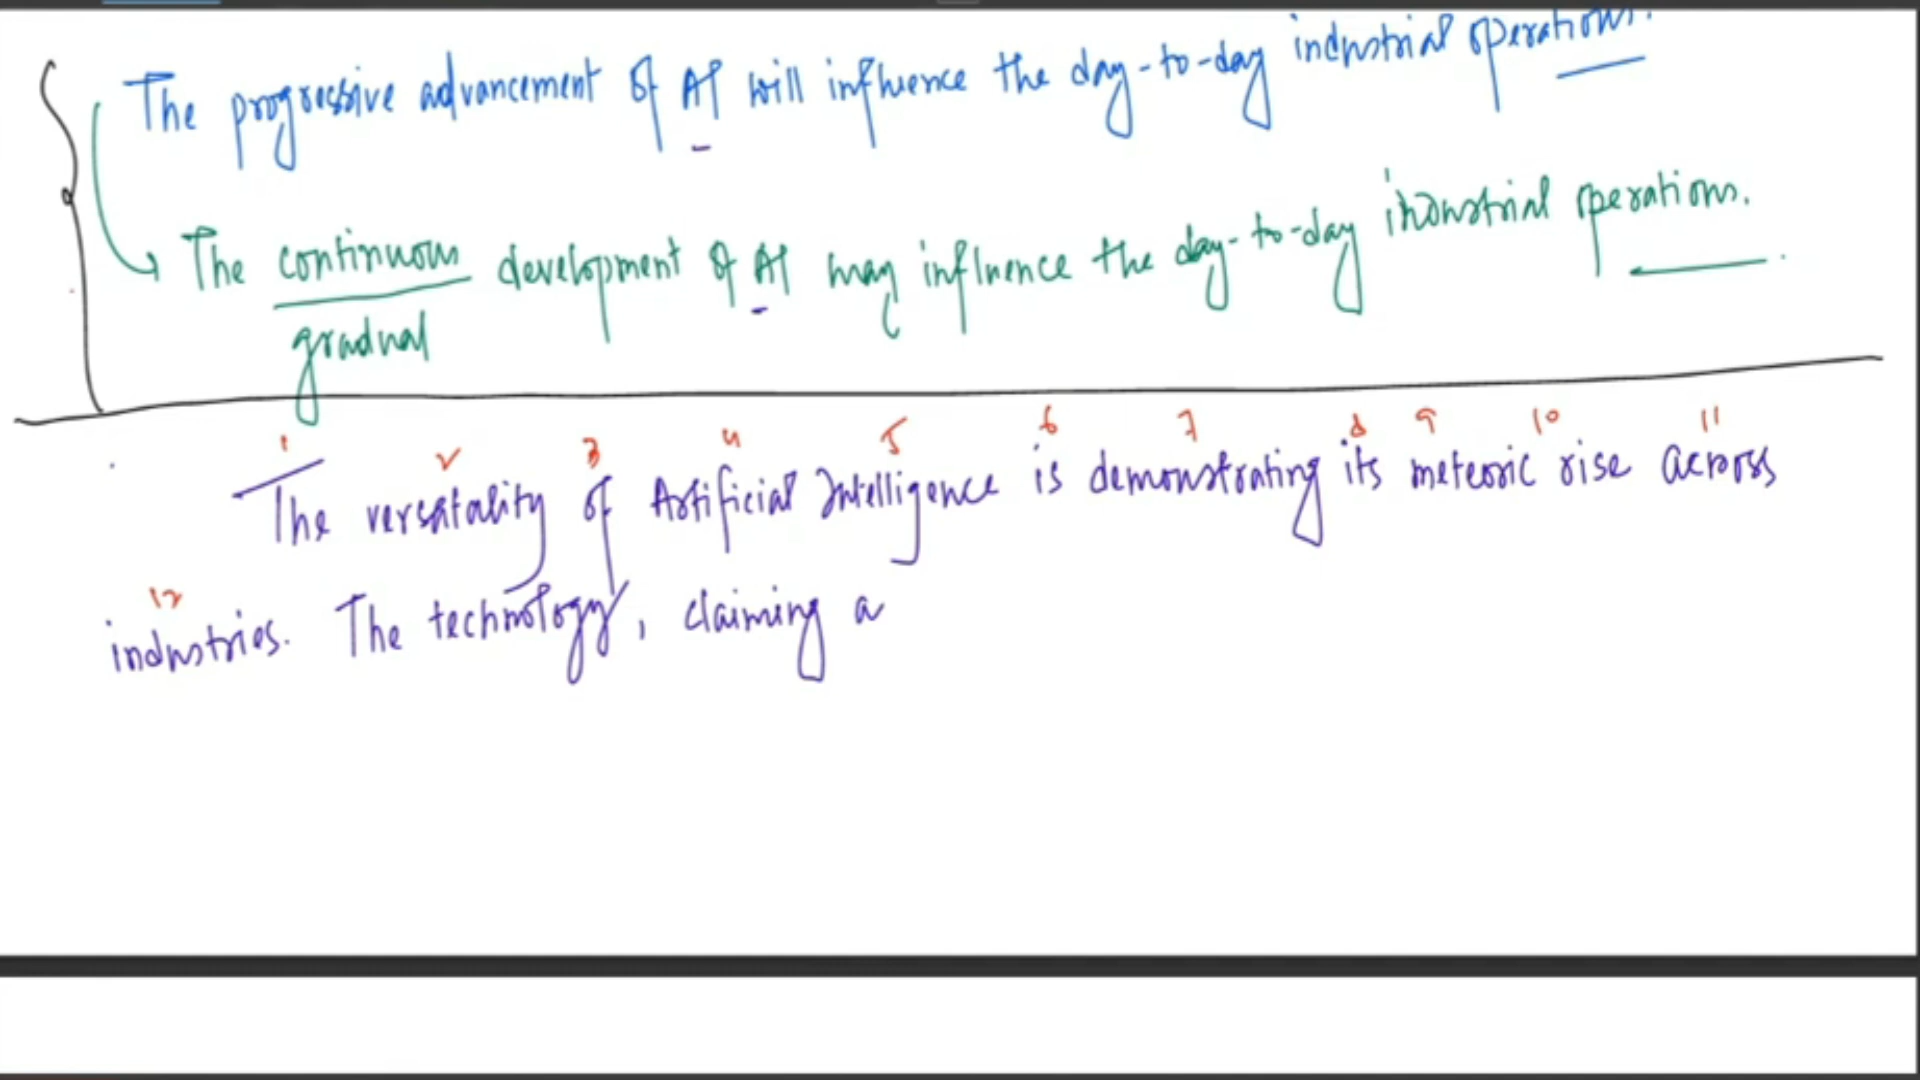 The progressive advancement of AI will influence the day-to-day industrial operations.
The continuous development of AI may influence the day-to-day industrial operations.
gradual
1 2 3 4 5 6 7 8 9 10 11
The versatality of Artificial Intelligence is demonstrating its meteoric rise across
12
industries. The technology, claiming a